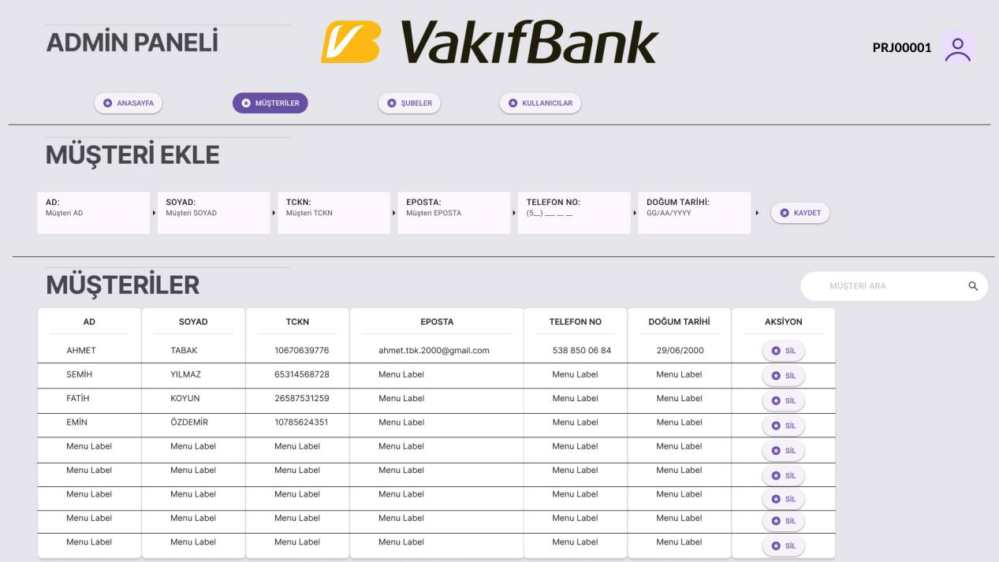 ADMİN PANELİ
VakıfBank
PRJ00001
ANASAYFA MÜŞTERİLER ŞUBELER KULLANICILAR
MÜŞTERİ EKLE
AD: SOYAD: TCKN: EPOSTA: TELEFON NO: DOĞUM TARİHİ:
Müşteri AD Müşteri SOYAD Müşteri TCKN Müşteri EPOSTA (5__) ___ __ __ GG/AA/YYYY
KAYDET
MÜŞTERİLER
MÜŞTERİ ARA
AD SOYAD TCKN EPOSTA TELEFON NO DOĞUM TARİHİ AKSİYON
AHMET TABAK 10670639776 ahmet.tbk.2000@gmail.com 538 850 06 84 29/06/2000 SİL
SEMİH YILMAZ 65314568728 Menu Label Menu Label Menu Label SİL
FATİH KOYUN 26587531259 Menu Label Menu Label Menu Label SİL
EMİN ÖZDEMİR 10785624351 Menu Label Menu Label Menu Label SİL
Menu Label Menu Label Menu Label Menu Label Menu Label Menu Label SİL
Menu Label Menu Label Menu Label Menu Label Menu Label Menu Label SİL
Menu Label Menu Label Menu Label Menu Label Menu Label Menu Label SİL
Menu Label Menu Label Menu Label Menu Label Menu Label Menu Label SİL
Menu Label Menu Label Menu Label Menu Label Menu Label Menu Label SİL